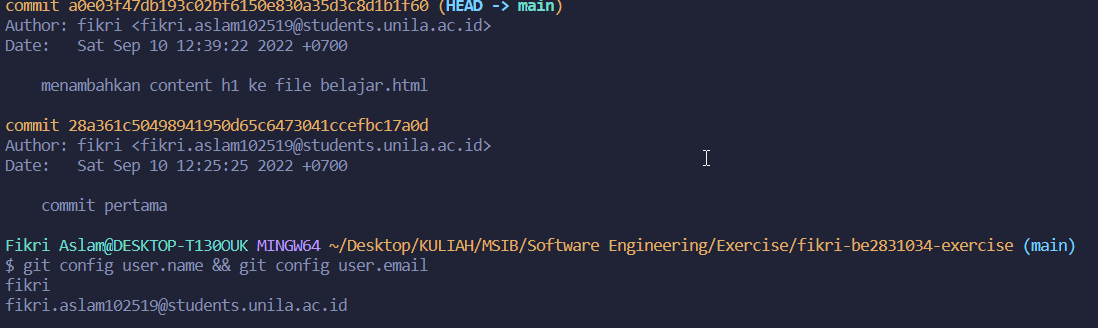 commit a0e03f47db193c02bf6150e830a35d3c8d1b1f60 (HEAD -> main)
Author: fikri <fikri.aslam102519@students.unila.ac.id>
Date:   Sat Sep 10 12:39:22 2022 +0700
menambahkan content h1 ke file belajar.html
commit 28a361c50498941950d65c6473041ccefbc17a0d
Author: fikri <fikri.aslam102519@students.unila.ac.id>
Date:   Sat Sep 10 12:25:25 2022 +0700
commit pertama
Fikri Aslam@DESKTOP-T130OUK MINGW64 ~/Desktop/KULIAH/MSIB/Software Engineering/Exercise/fikri-be2831034-exercise (main)
$ git config user.name && git config user.email
fikri
fikri.aslam102519@students.unila.ac.id